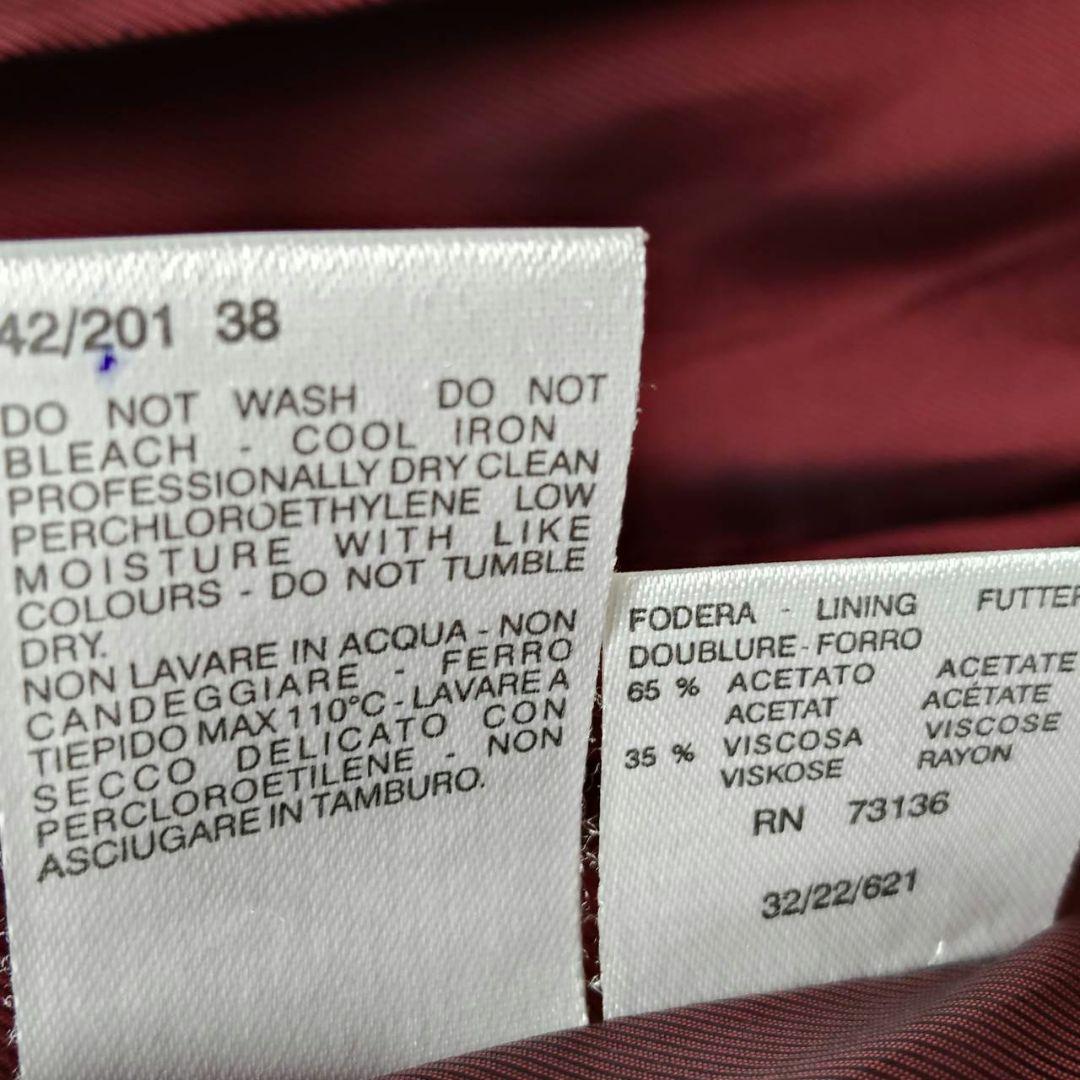 42/201 38
DO NOT WASH DO NOT
BLEACH - COOL IRON
PROFESSIONALLY DRY CLEAN
PERCHLOROETHYLENE LOW
MOISTURE WITH LIKE
COLOURS - DO NOT TUMBLE
DRY.
NON LAVARE IN ACQUA - NON
CANDEGGIARE - FERRO
TIEPIDO MAX 110°C - LAVARE A
SECCO DELICATO CON
PERCLOROETILENE - NON
ASCIUGARE IN TAMBURO.
FODERA - LINING FUTTER
DOUBLURE - FORRO
65 % ACETATO ACETATE
ACETAT ACÉTATE
35 % VISCOSA VISCOSE
VISKOSE RAYON
RN 73136
32/22/621